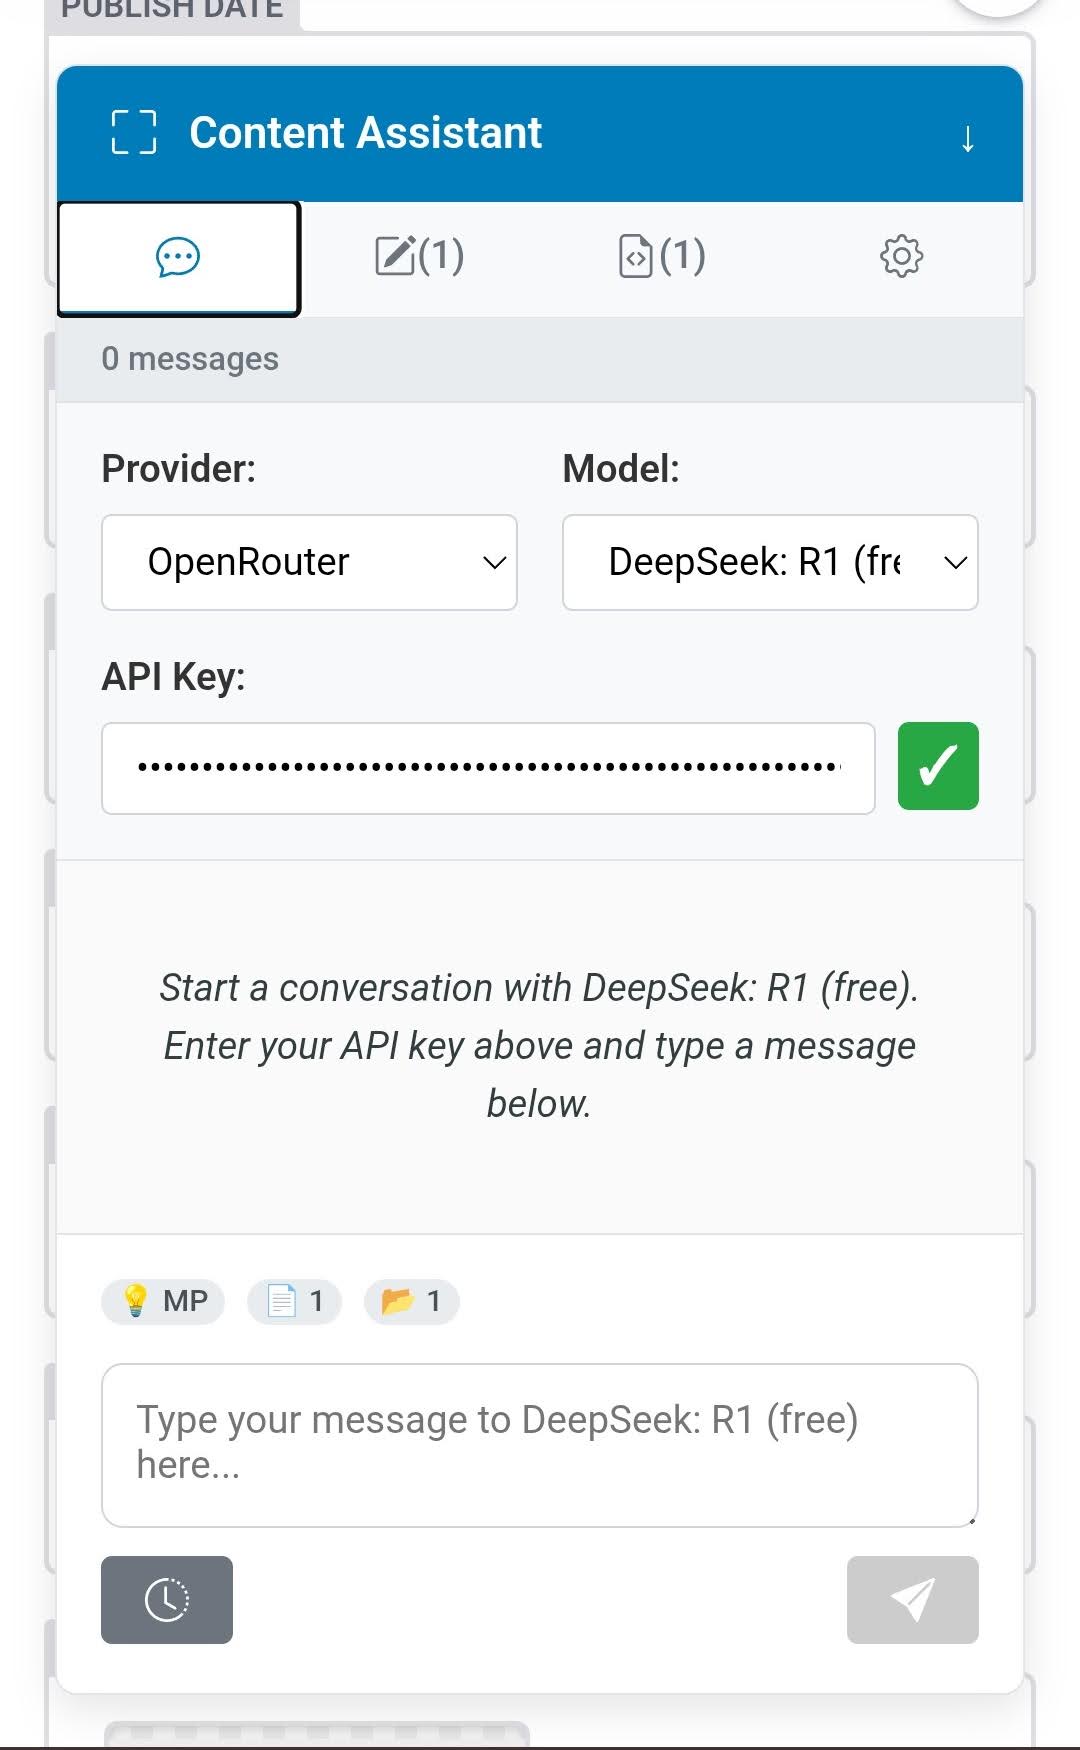 PUBLISH DATE
Content Assistant
↓
(1)
(1)
0 messages
Provider:
Model:
OpenRouter
DeepSeek: R1 (fre
API Key:
Start a conversation with DeepSeek: R1 (free).
Enter your API key above and type a message
below.
MP
1
1
Type your message to DeepSeek: R1 (free)
here...